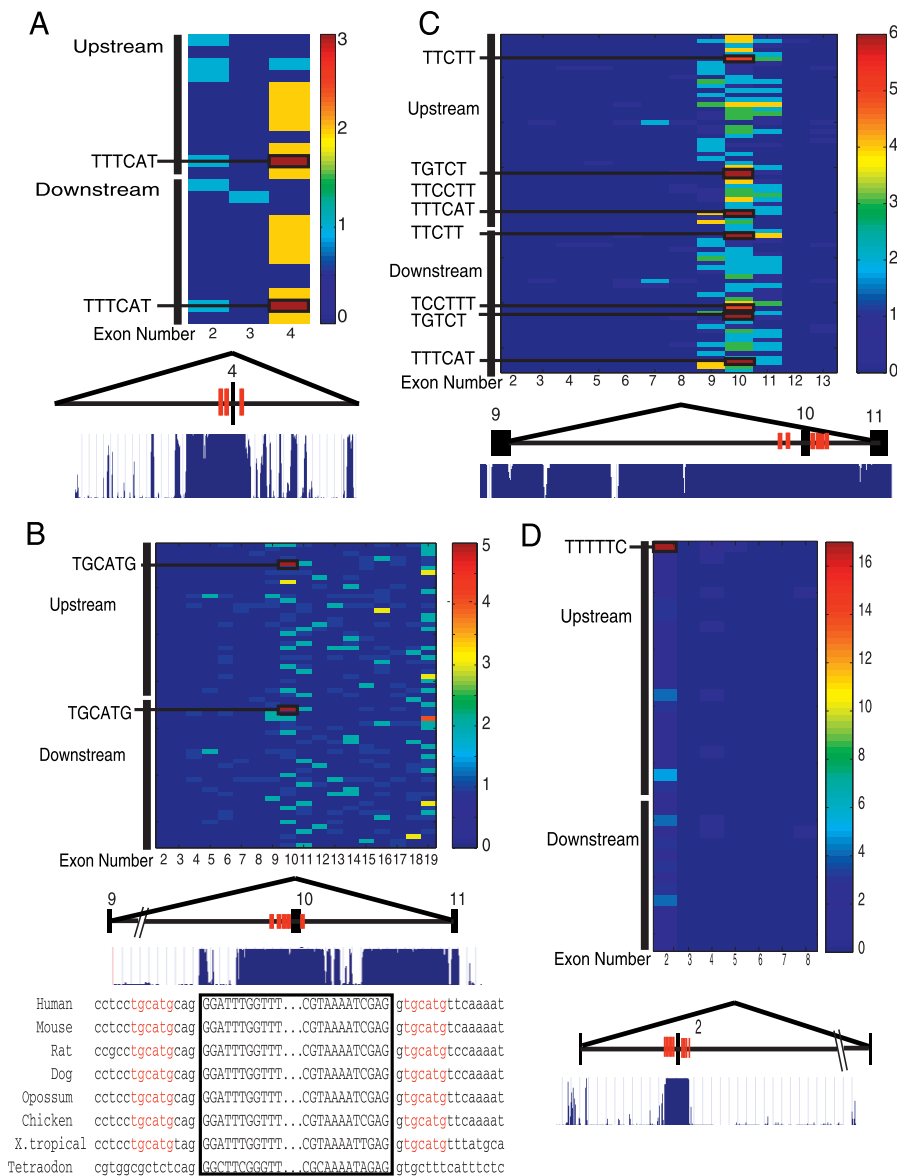 A
Upstream
TTTCAT
Downstream
TTTCAT
Exon Number 2 3 4
3
2
1
0
4
C
TTCTT
Upstream
TGTCT
TTCCTT
TTTCAT
TTCTT
Downstream
TCCTTT
TGTCT
TTTCAT
Exon Number 2 3 4 5 6 7 8 9 10 11 12 13
6
5
4
3
2
1
0
9 10 11
B
TGCATG
Upstream
TGCATG
Downstream
Exon Number 2 3 4 5 6 7 8 9 10 11 12 13 14 15 16 17 18 19
5
4
3
2
1
0
9 10 11
Human cctcctgcatgcag GGATTTGGTTT...CGTAAAATCGAG gtgcatgttcaaaat
Mouse cctcctgcatgcag GGATTTGGTTT...CGTAAAATCGAG gtgcatgtccaaaat
Rat ccgcctgcatgcag GGATTTGGTTT...CGTAAAATCGAG gtgcatgtccaaaat
Dog cctcctgcatgcag GGATTTGGTTT...CGTAAAATCGAG gtgcatgttcaaaat
Opossum cctcctgcatgcag GGATTTGGTTT...CGTAAAATCGAG gtgcatgttcaaaat
Chicken cctcctgcatgcag GGATTTGGTTT...CGTAAAATCGAG gtgcatgttcaaaat
X.tropical cctcctgcatgtag GGATTTGGTTT...CGTAAAATTGAG gtgcatgtttatgca
Tetraodon cgtggcgctctcag GGCTTCGGGTT...CGCAAAATAGAG gtgctttcatttctc
D
TTTTTC
Upstream
Downstream
Exon Number 2 3 4 5 6 7 8
16
14
12
10
8
6
4
2
0
2